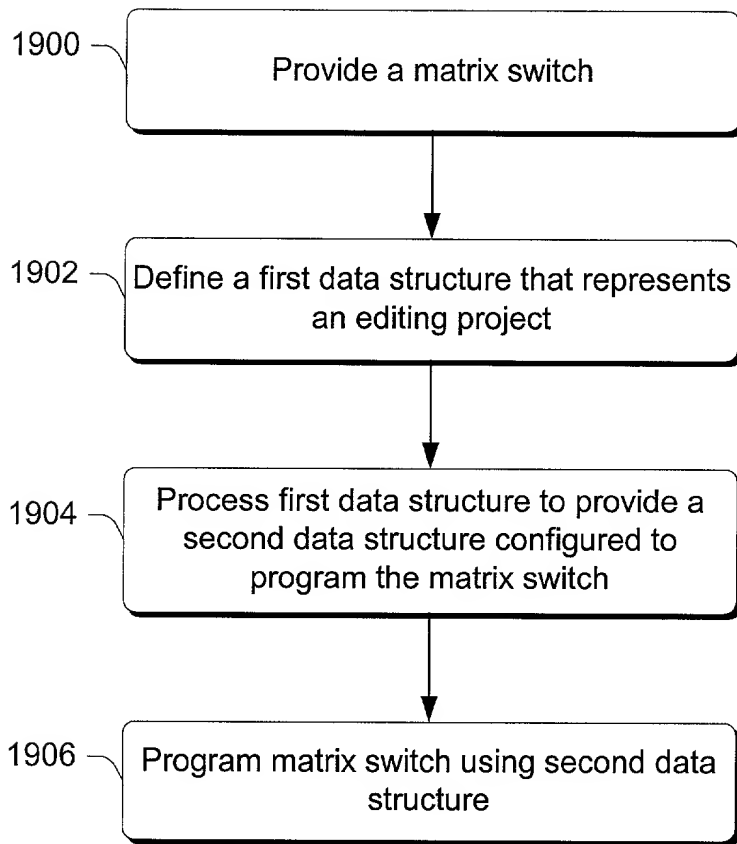 1900
Provide a matrix switch
1902
Define a first data structure that represents
an editing project
1904
Process first data structure to provide a
second data structure configured to
program the matrix switch
1906
Program matrix switch using second data
structure